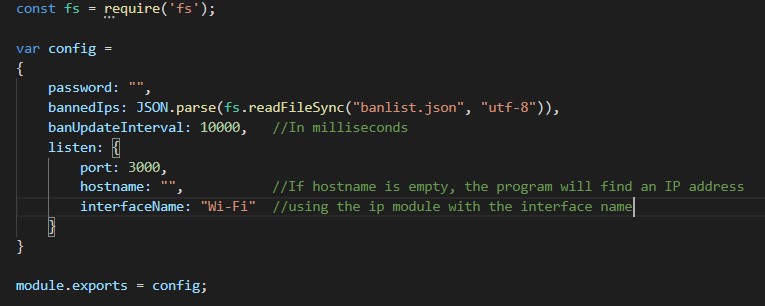 const fs = require('fs');
var config =
{
password: "",
bannedIps: JSON.parse(fs.readFileSync("banlist.json", "utf-8")),
banUpdateInterval: 10000, //In milliseconds
listen: {
port: 3000,
hostname: "", //If hostname is empty, the program will find an IP address
interfaceName: "Wi-Fi" //using the ip module with the interface name
}
}
module.exports = config;